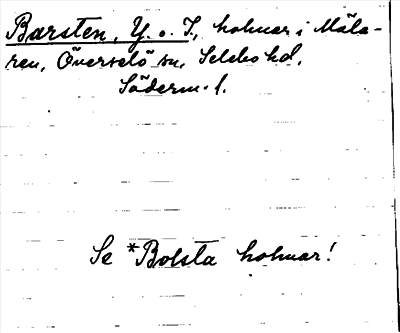 Barsten, Y. o. I., holmar i Mäla-
ren, Överselö sn, Selebo hd,
Söderm. l.
Se *Bolsta holmar!